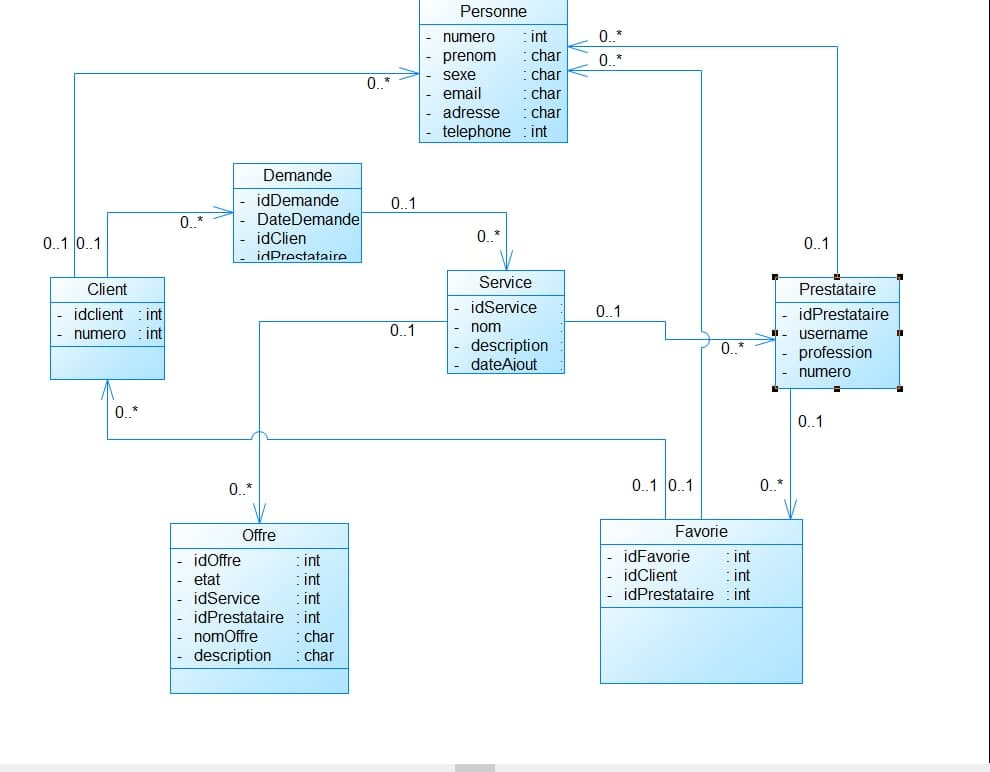 Personne
- numero : int
- prenom : char
- sexe : char
- email : char
- adresse : char
- telephone : int
0..*
0..*
0..*
Demande
- idDemande
- DateDemande
- idClien
- idPrestataire
0..1
0..*
0..*
0..1
0..1
0..1
Client
- idclient : int
- numero : int
Service
- idService :
- nom :
- description :
- dateAjout :
0..1
0..1
0..*
Prestataire
- idPrestataire
- username
- profession
- numero
0..*
0..1
0..*
0..1
0..1
0..*
Offre
- idOffre : int
- etat : int
- idService : int
- idPrestataire : int
- nomOffre : char
- description : char
Favorie
- idFavorie : int
- idClient : int
- idPrestataire : int